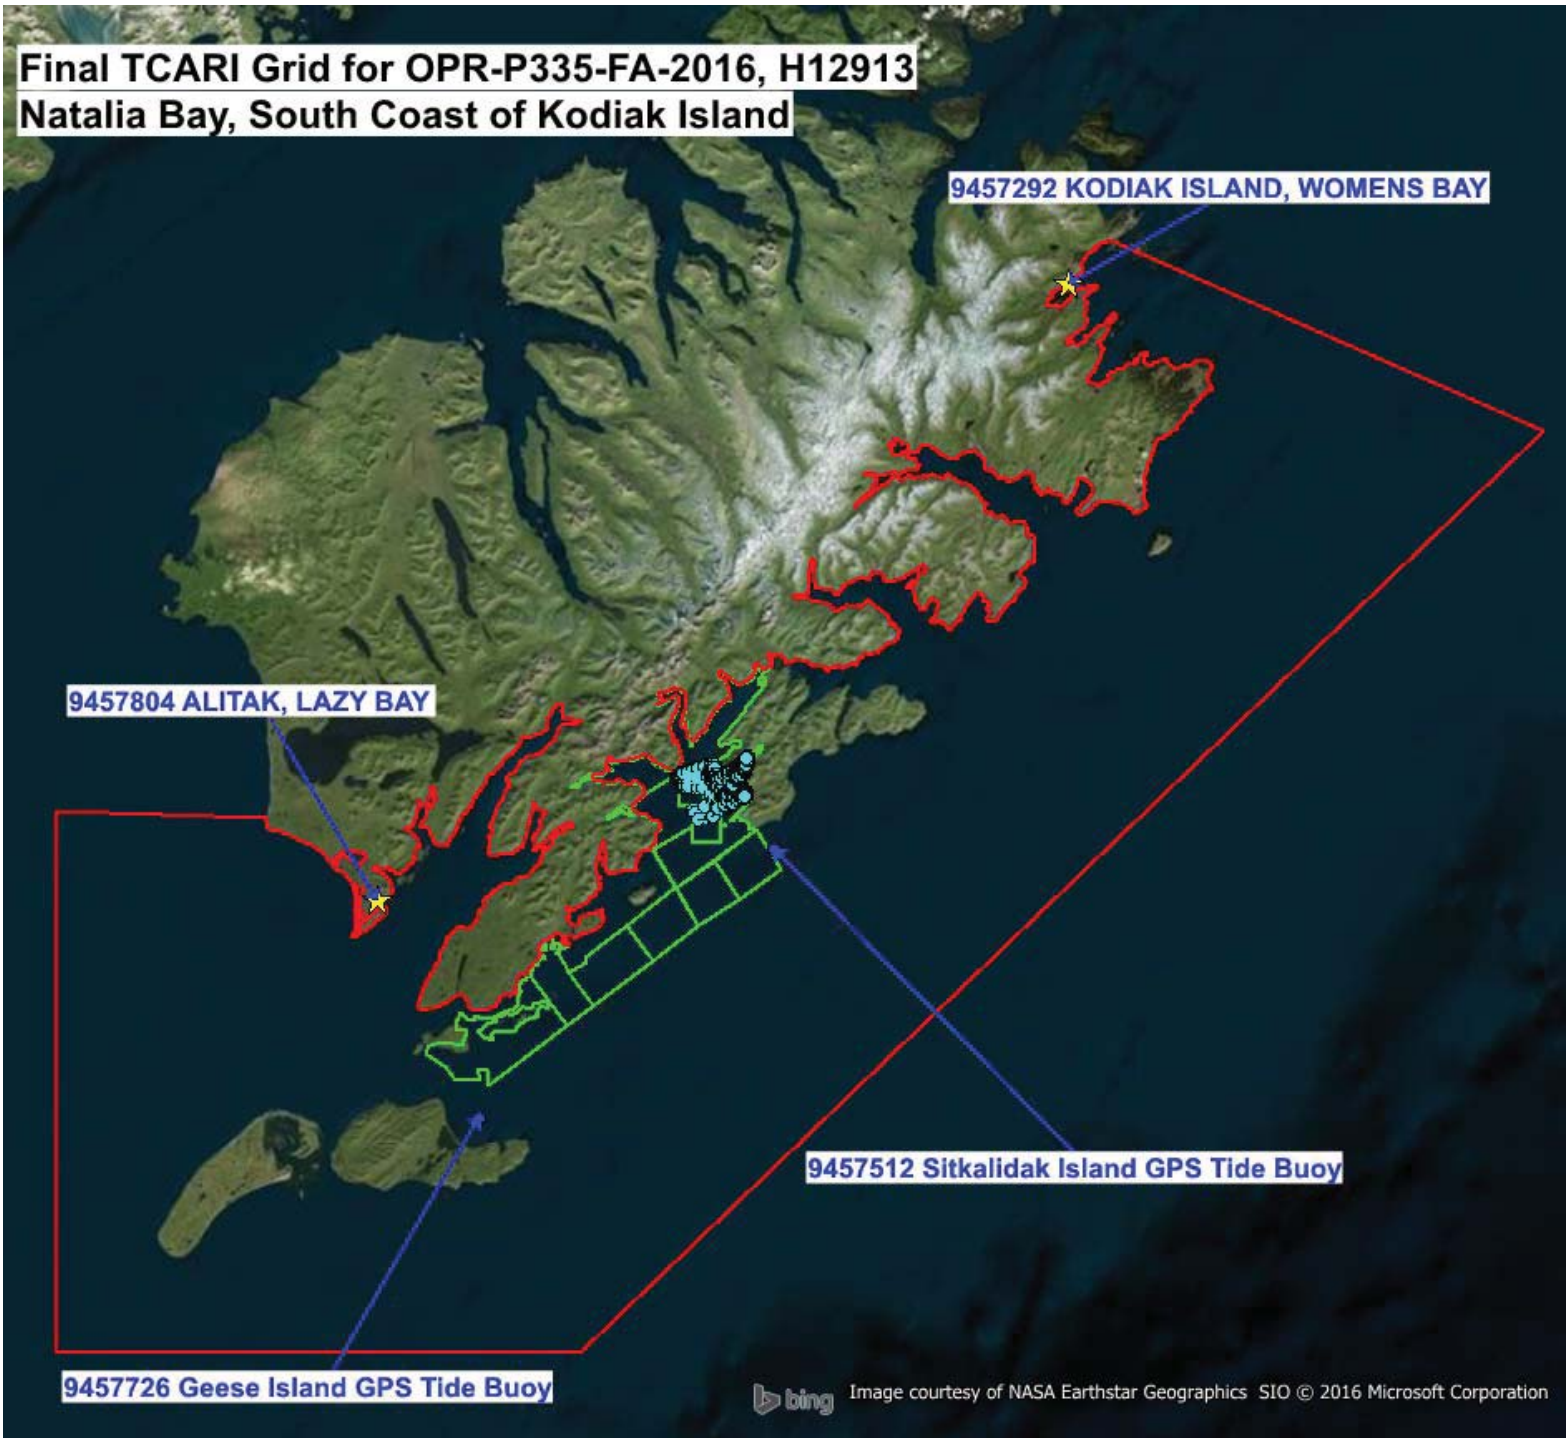 Final TCARI Grid for OPR-P335-FA-2016, H12913
Natalia Bay, South Coast of Kodiak Island
9457292 KODIAK ISLAND, WOMENS BAY
9457804 ALITAK, LAZY BAY
9457512 Sitkalidak Island GPS Tide Buoy
9457726 Geese Island GPS Tide Buoy
bing
Image courtesy of NASA Earthstar Geographics SIO © 2016 Microsoft Corporation